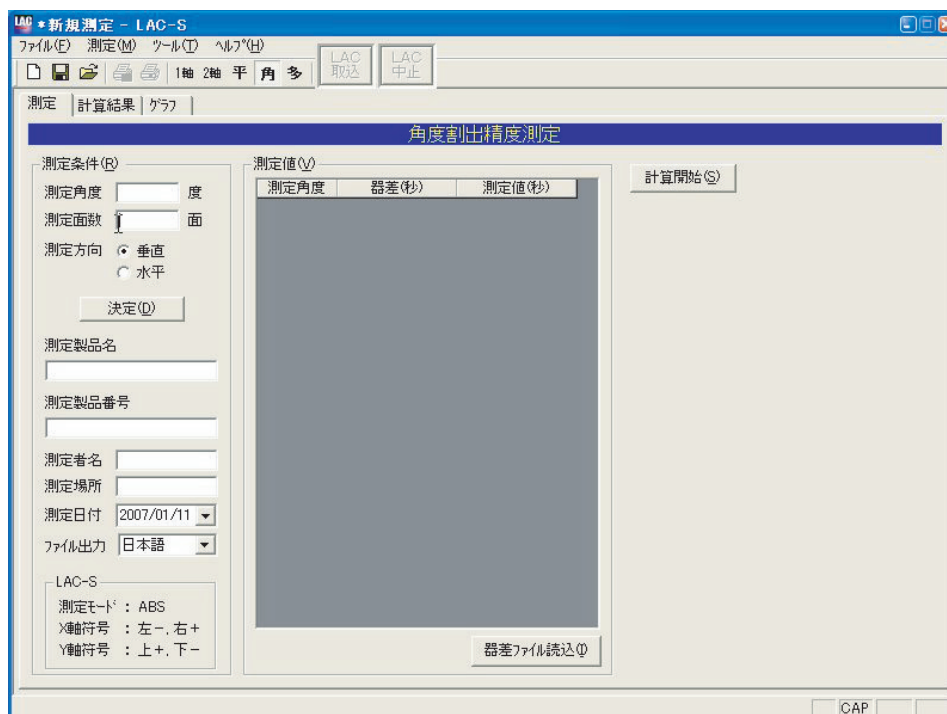 LAC *新規測定 - LAC-S
ファイル(F) 測定(M) ツール(T) ヘルプ(H)
1軸 2軸 平 角 多
LAC
取込
LAC
中止
測定 計算結果 グラフ
角度割出精度測定
測定条件(R)
測定角度 度
測定面数 面
測定方向 垂直
水平
決定(D)
測定製品名
測定製品番号
測定者名
測定場所
測定日付 2007/01/11
ファイル出力 日本語
LAC-S
測定モード : ABS
X軸符号 : 左-, 右+
Y軸符号 : 上+, 下-
測定値(V)
測定角度 器差(秒) 測定値(秒)
器差ファイル読込(I)
計算開始(S)
CAP